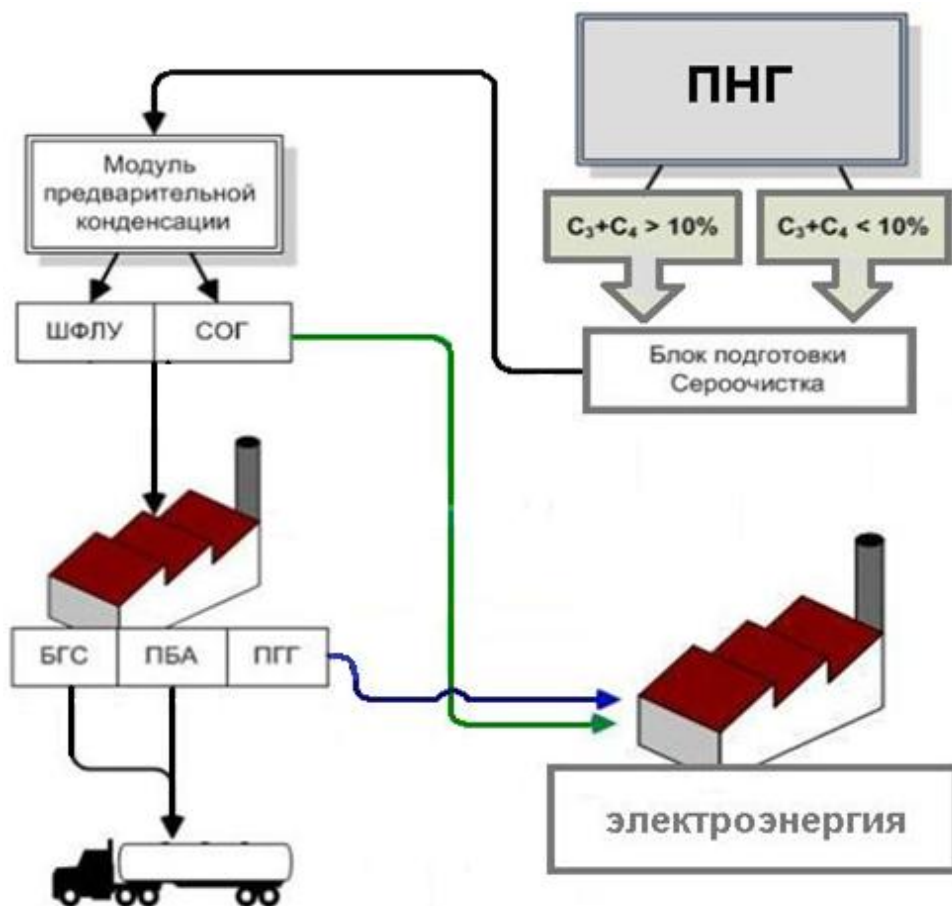 ПНГ
Модуль
предварительной
конденсации
C₃+C₄ > 10%
C₃+C₄ < 10%
ШФЛУ
СОГ
Блок подготовки
Сероочистка
БГС
ПБА
ПГГ
электроэнергия